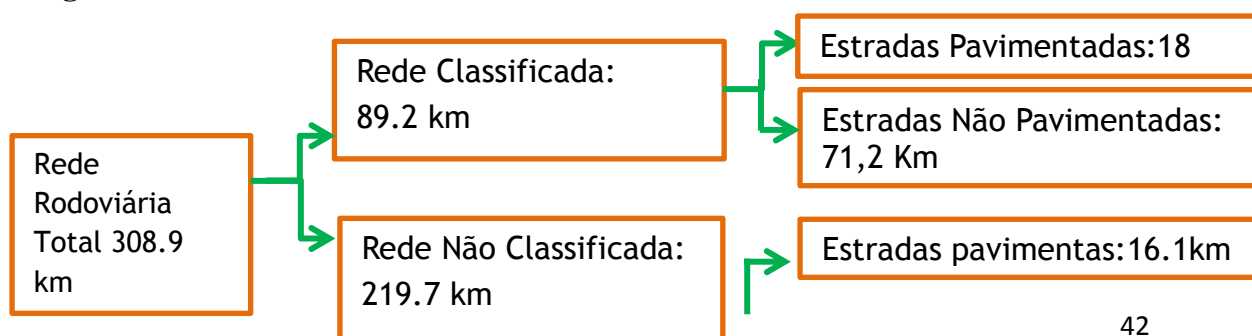 Rede
Rodoviária
Total 308.9
km
Rede Classificada:
89.2 km
Estradas Pavimentadas:18
Estradas Não Pavimentadas:
71,2 Km
Rede Não Classificada:
219.7 km
Estradas pavimentas:16.1km
42